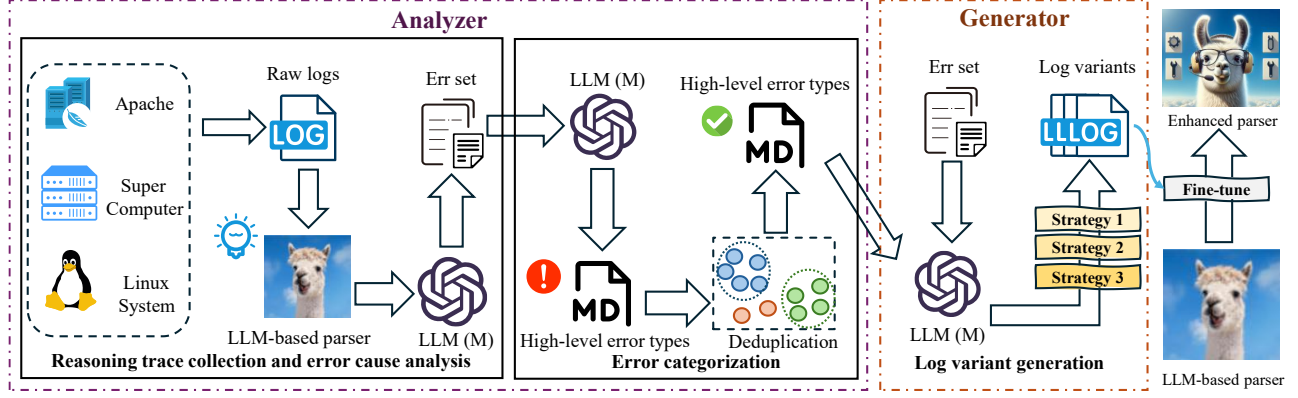 Analyzer
Apache
Super
Computer
Linux
System
Raw logs
LOG
LLM-based parser
Err set
LLM (M)
Reasoning trace collection and error cause analysis
LLM (M)
MD
High-level error types
High-level error types
MD
Deduplication
Error categorization
Generator
Err set
LLM (M)
Log variants
LLLOG
Strategy 1
Strategy 2
Strategy 3
Log variant generation
Enhanced parser
Fine-tune
LLM-based parser